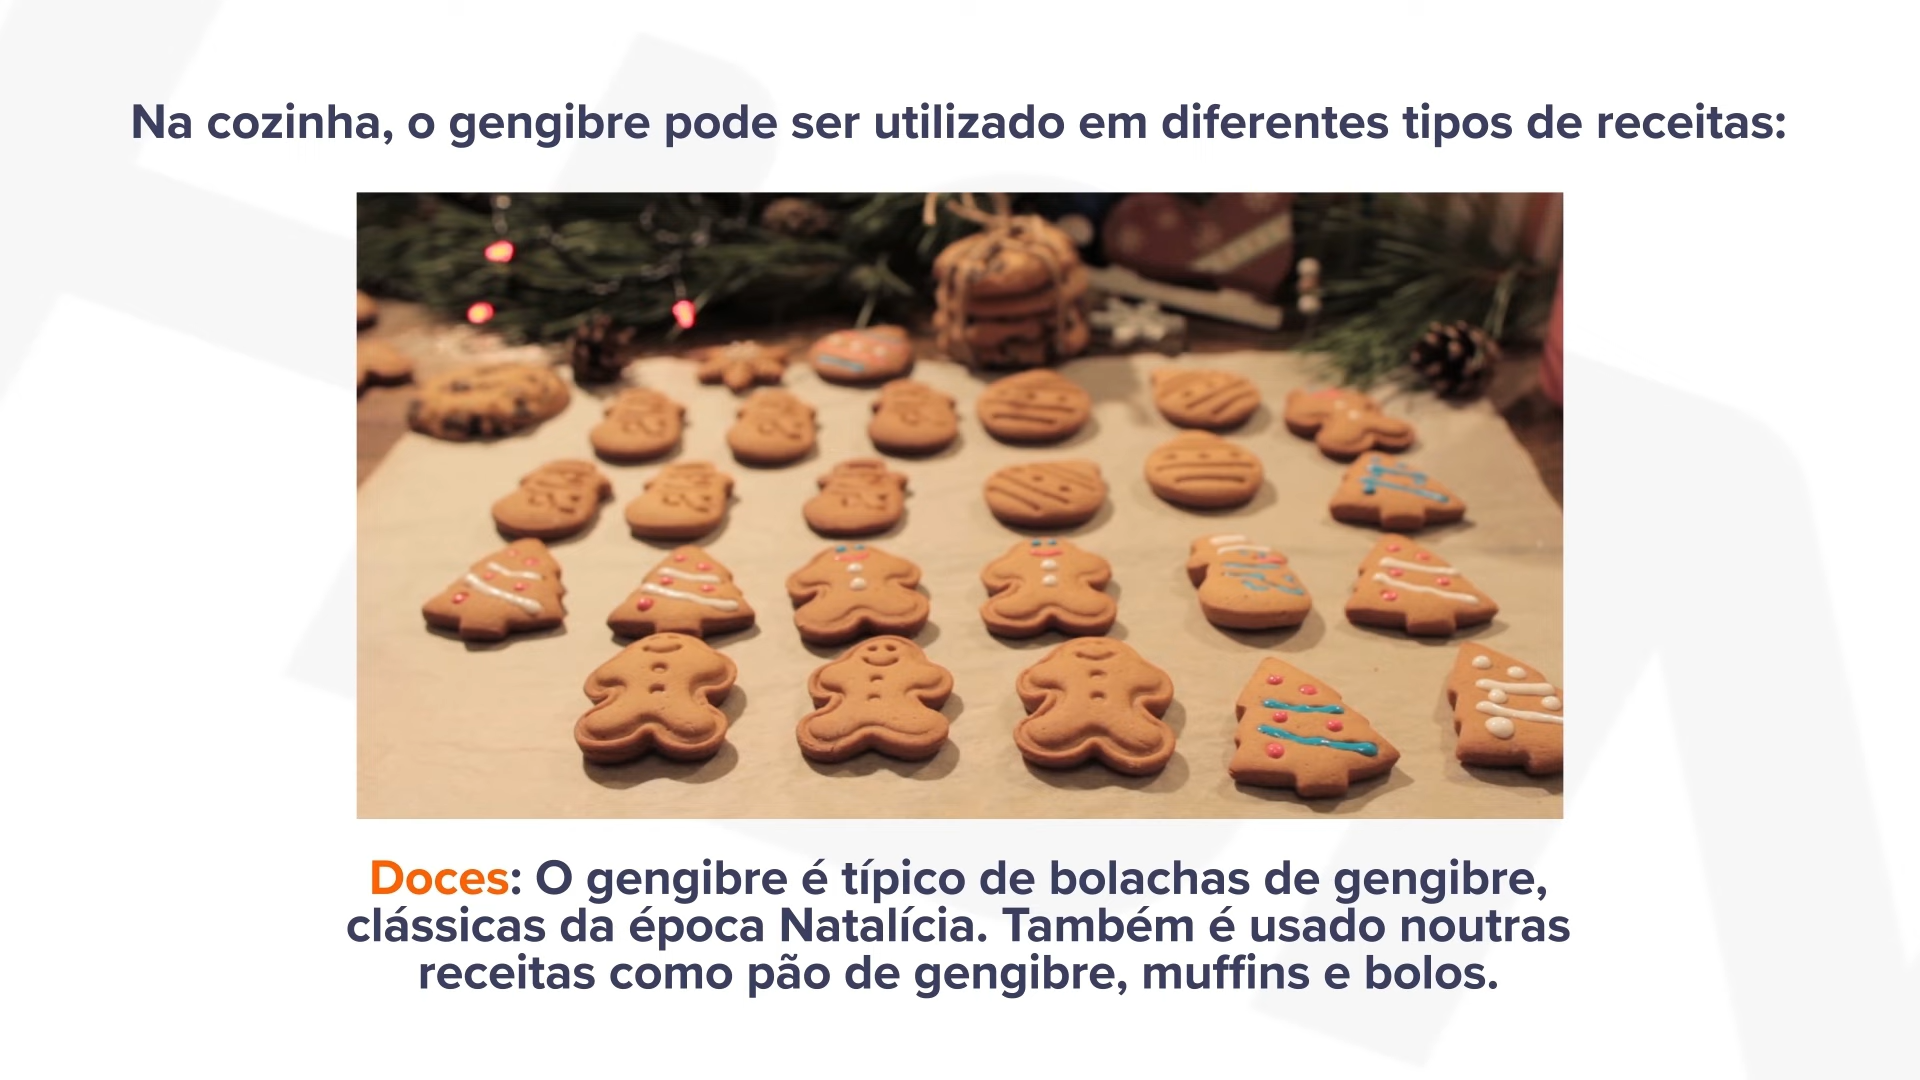 Na cozinha, o gengibre pode ser utilizado em diferentes tipos de receitas:
Doces: O gengibre é típico de bolachas de gengibre,
clássicas da época Natalícia. Também é usado noutras
receitas como pão de gengibre, muffins e bolos.